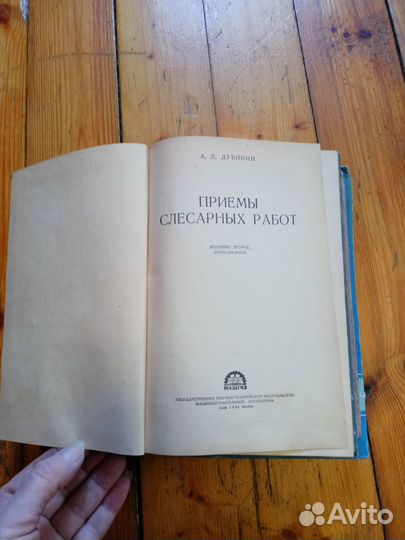 А. Д. ДУБИНИН
ПРИЕМЫ
СЛЕСАРНЫХ РАБОТ
ИЗДАНИЕ ВТОРОЕ,
ДОПОЛНЕННОЕ
МАШГИЗ
ГОСУДАРСТВЕННОЕ НАУЧНО-ТЕХНИЧЕСКОЕ ИЗДАТЕЛЬСТВО
МАШИНОСТРОИТЕЛЬНОЙ ЛИТЕРАТУРЫ
Avito